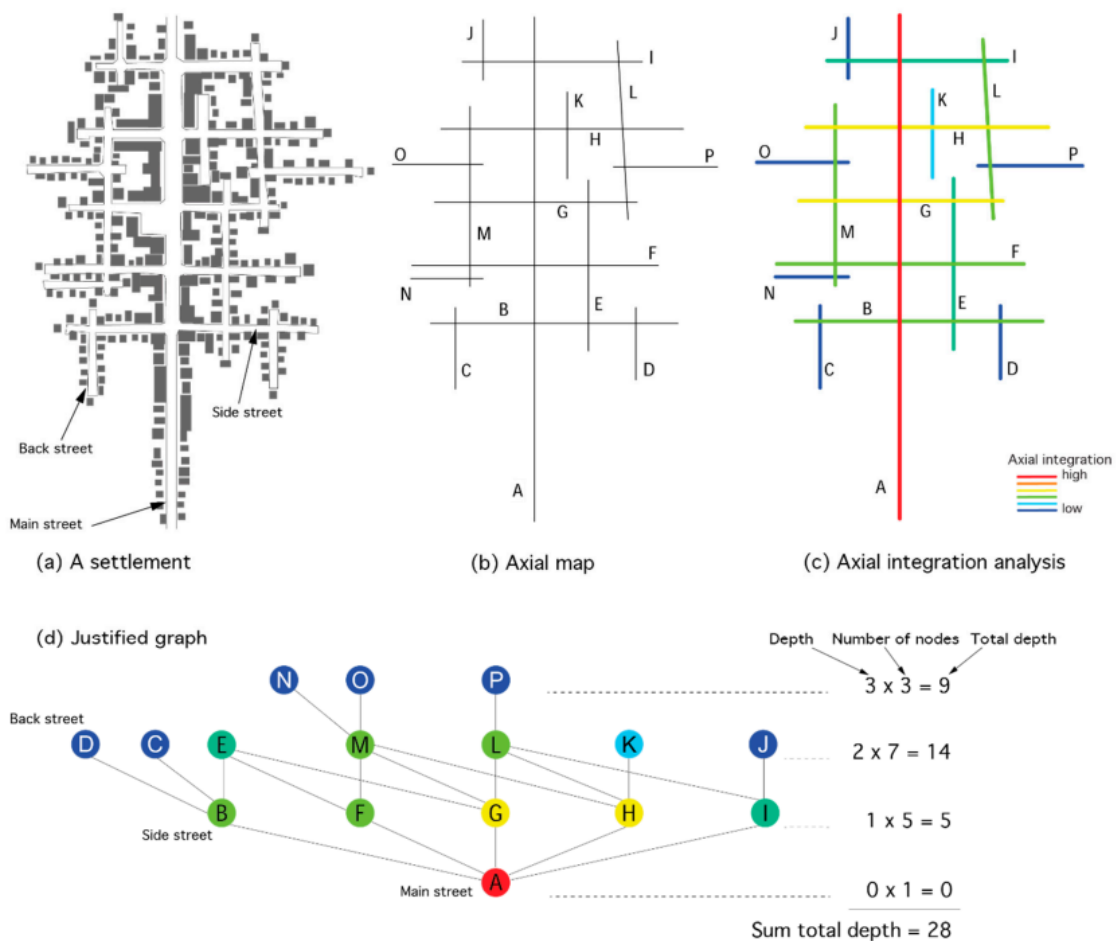 Back street
Side street
Main street
(a) A settlement
J
I
K
L
H
O
P
G
M
F
N
B
E
C
D
A
(b) Axial map
J
I
K
L
H
O
P
G
M
F
N
B
E
C
D
A
Axial integration
high
low
(c) Axial integration analysis
(d) Justified graph
Depth Number of nodes Total depth
N O P
3 x 3 = 9
Back street
D C E M L K J
2 x 7 = 14
B F G H I
1 x 5 = 5
Side street
Main street
A
0 x 1 = 0
Sum total depth = 28